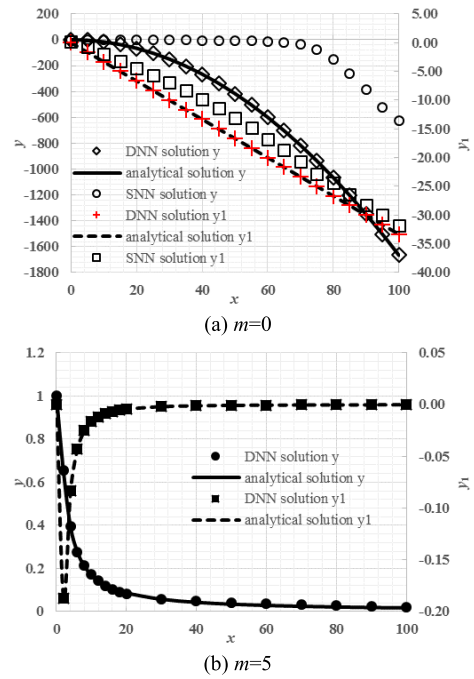 200 5.00
0 0.00
-200 -5.00
-400 -10.00
-600 -15.00
-800 -20.00
-1000 -25.00
-1200 -30.00
-1400 -35.00
-1600 -40.00
-1800
y
y1
DNN solution y
analytical solution y
SNN solution y
DNN solution y1
analytical solution y1
SNN solution y1
0 20 40 60 80 100
x
(a) m=0
1.2 0.05
1 0.00
0.8 -0.05
0.6 -0.10
0.4 -0.15
0.2 -0.20
0
y
y1
DNN solution y
analytical solution y
DNN solution y1
analytical solution y1
0 20 40 60 80 100
x
(b) m=5